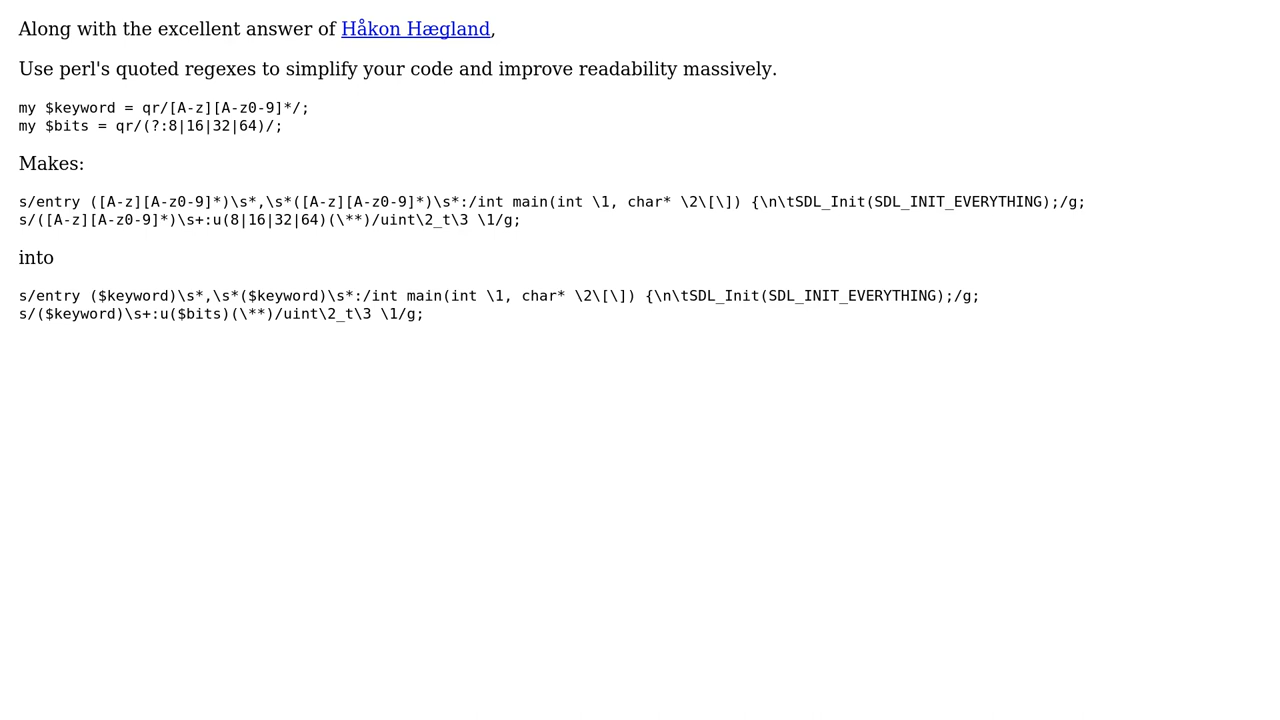 Along with the excellent answer of Håkon Hægland,
Use perl's quoted regexes to simplify your code and improve readability massively.
my $keyword = qr/[A-z][A-z0-9]*/;
my $bits = qr/(?:8|16|32|64)/;
Makes:
s/entry ([A-z][A-z0-9]*)\s*,\s*([A-z][A-z0-9]*)\s*:/int main(int \1, char* \2\[\]) {\n\tSDL_Init(SDL_INIT_EVERYTHING);/g;
s/([A-z][A-z0-9]*)\s+:u(8|16|32|64)(\**)/uint\2_t\3 \1/g;
into
s/entry ($keyword)\s*,\s*($keyword)\s*:/int main(int \1, char* \2\[\]) {\n\tSDL_Init(SDL_INIT_EVERYTHING);/g;
s/($keyword)\s+:u($bits)(\**)/uint\2_t\3 \1/g;